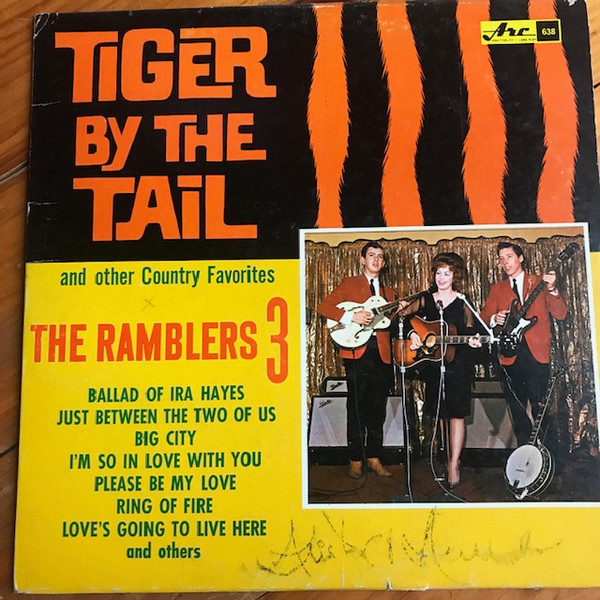 TIGER
BY THE
TAIL
Arc 638
and other Country Favorites
THE RAMBLERS 3
BALLAD OF IRA HAYES
JUST BETWEEN THE TWO OF US
BIG CITY
I'M SO IN LOVE WITH YOU
PLEASE BE MY LOVE
RING OF FIRE
LOVE'S GOING TO LIVE HERE
and others